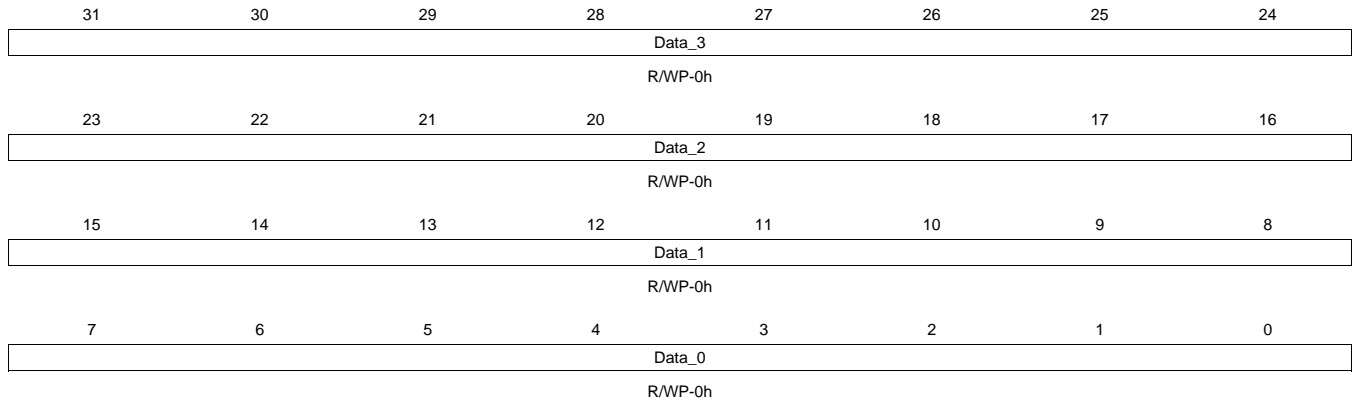 31 30 29 28 27 26 25 24
Data_3
R/WP-0h
23 22 21 20 19 18 17 16
Data_2
R/WP-0h
15 14 13 12 11 10 9 8
Data_1
R/WP-0h
7 6 5 4 3 2 1 0
Data_0
R/WP-0h